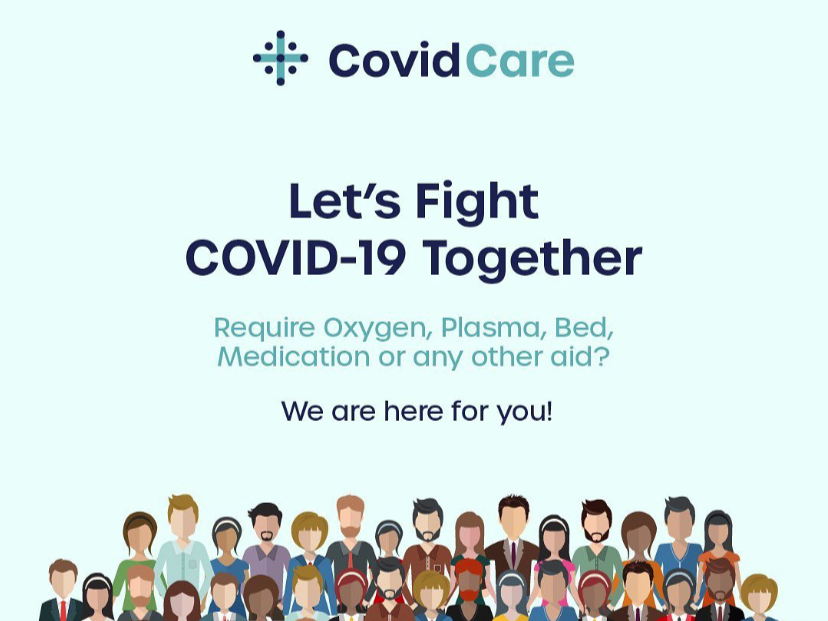 CovidCare
Let's Fight
COVID-19 Together
Require Oxygen, Plasma, Bed,
Medication or any other aid?
We are here for you!